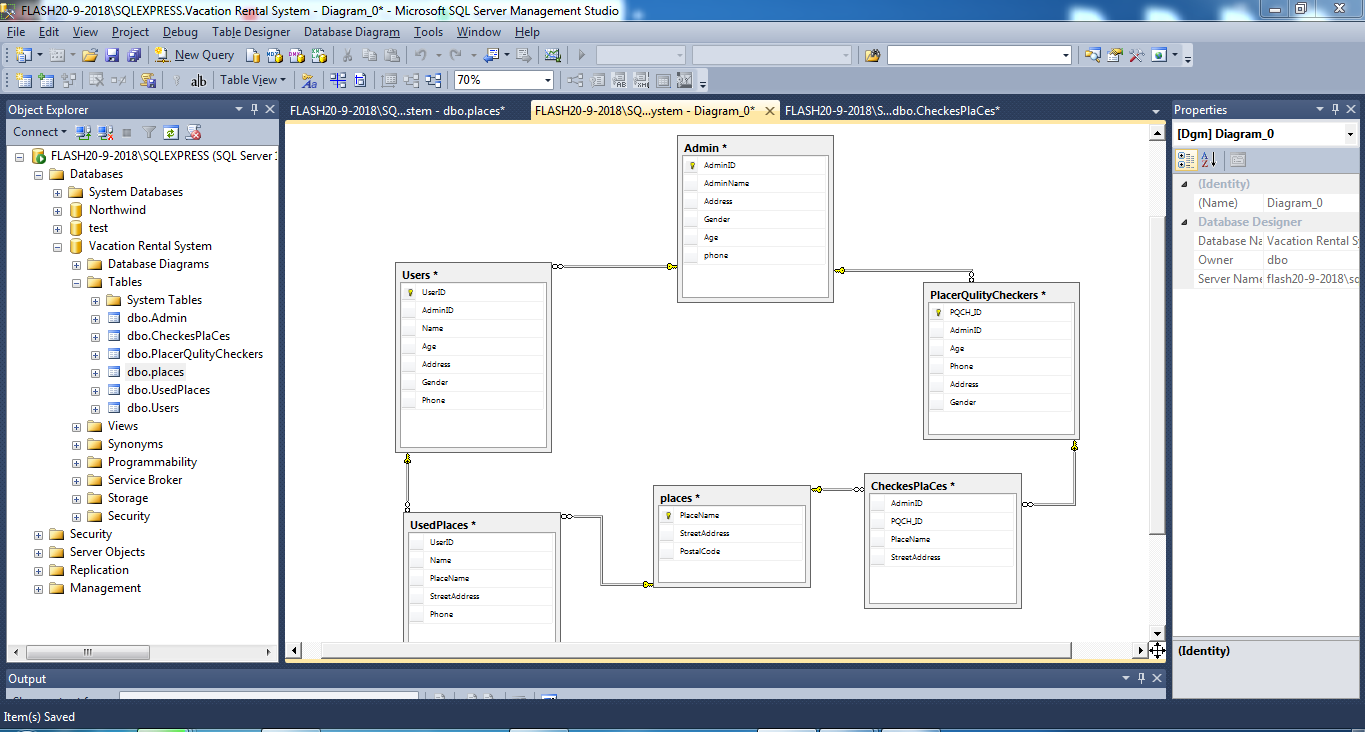 FLASH20-9-2018\SQLEXPRESS.Vacation Rental System - Diagram_0* - Microsoft SQL Server Management Studio
File Edit View Project Debug Table Designer Database Diagram Tools Window Help
New Query
Table View 70%
Object Explorer
Connect
FLASH20-9-2018\SQLEXPRESS (SQL Server
Databases
System Databases
Northwind
test
Vacation Rental System
Database Diagrams
Tables
System Tables
dbo.Admin
dbo.CheckesPlaCes
dbo.PlacerQulityCheckers
dbo.places
dbo.UsedPlaces
dbo.Users
Views
Synonyms
Programmability
Service Broker
Storage
Security
Security
Server Objects
Replication
Management
FLASH20-9-2018\SQ...stem - dbo.places* FLASH20-9-2018\SQ...ystem - Diagram_0* FLASH20-9-2018\S...dbo.CheckesPlaCes*
Admin *
AdminID
AdminName
Address
Gender
Age
phone
Users *
UserID
AdminID
Name
Age
Address
Gender
Phone
PlacerQulityCheckers *
PQCH_ID
AdminID
Age
Phone
Address
Gender
UsedPlaces *
UserID
Name
PlaceName
StreetAddress
Phone
places *
PlaceName
StreetAddress
PostalCode
CheckesPlaCes *
AdminID
PQCH_ID
PlaceName
StreetAddress
Properties
[Dgm] Diagram_0
(Identity)
(Name) Diagram_0
Database Designer
Database Na Vacation Rental S
Owner dbo
Server Name flash20-9-2018\sq
(Identity)
Output
Item(s) Saved